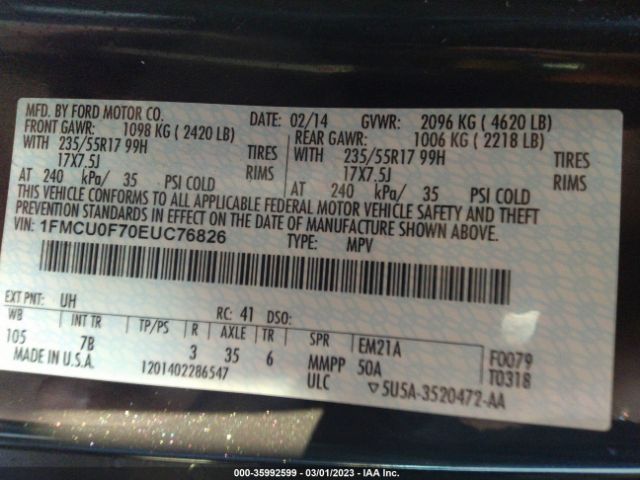 MFD. BY FORD MOTOR CO.
DATE: 02/14 GVWR: 2096 KG ( 4620 LB)
FRONT GAWR: 1098 KG ( 2420 LB) REAR GAWR: 1006 KG ( 2218 LB)
WITH 235/55R17 99H TIRES WITH 235/55R17 99H TIRES
17X7.5J RIMS 17X7.5J RIMS
AT 240 kPa/ 35 PSI COLD AT 240 kPa/ 35 PSI COLD
THIS VEHICLE CONFORMS TO ALL APPLICABLE FEDERAL MOTOR VEHICLE SAFETY AND THEFT
PREVENTION STANDARDS IN EFFECT ON THE DATE OF MANUFACTURE SHOWN ABOVE.
VIN: 1FMCU0F70EUC76826 TYPE: MPV
EXT PNT: UH RC: 41 DSO:
WB INT TR TP/PS R AXLE TR SPR EM21A F0079
105 7B 3 35 6 MMPP 50A T0318
MADE IN U.S.A. 1201402286547 ULC 5U5A-3520472-AA
000-35992599 — 03/01/2023 — IAA Inc.